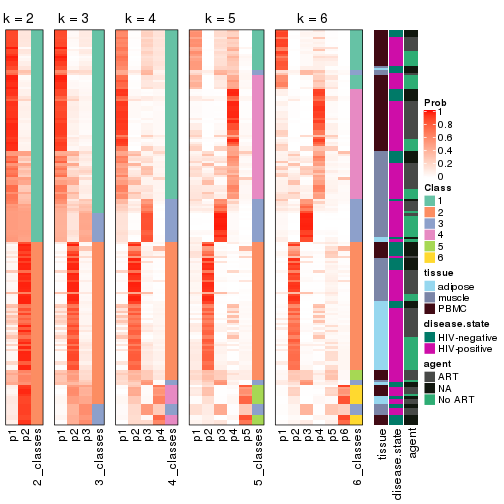 k = 2
k = 3
k = 4
k = 5
k = 6
Prob
1
0.8
0.6
0.4
0.2
0
Class
1
2
3
4
5
6
tissue
adipose
muscle
PBMC
disease.state
HIV-negative
HIV-positive
agent
ART
NA
No ART
p1
p2
2_classes
p1
p2
p3
3_classes
p1
p2
p3
p4
4_classes
p1
p2
p3
p4
p5
5_classes
p1
p2
p3
p4
p5
p6
6_classes
tissue
disease.state
agent